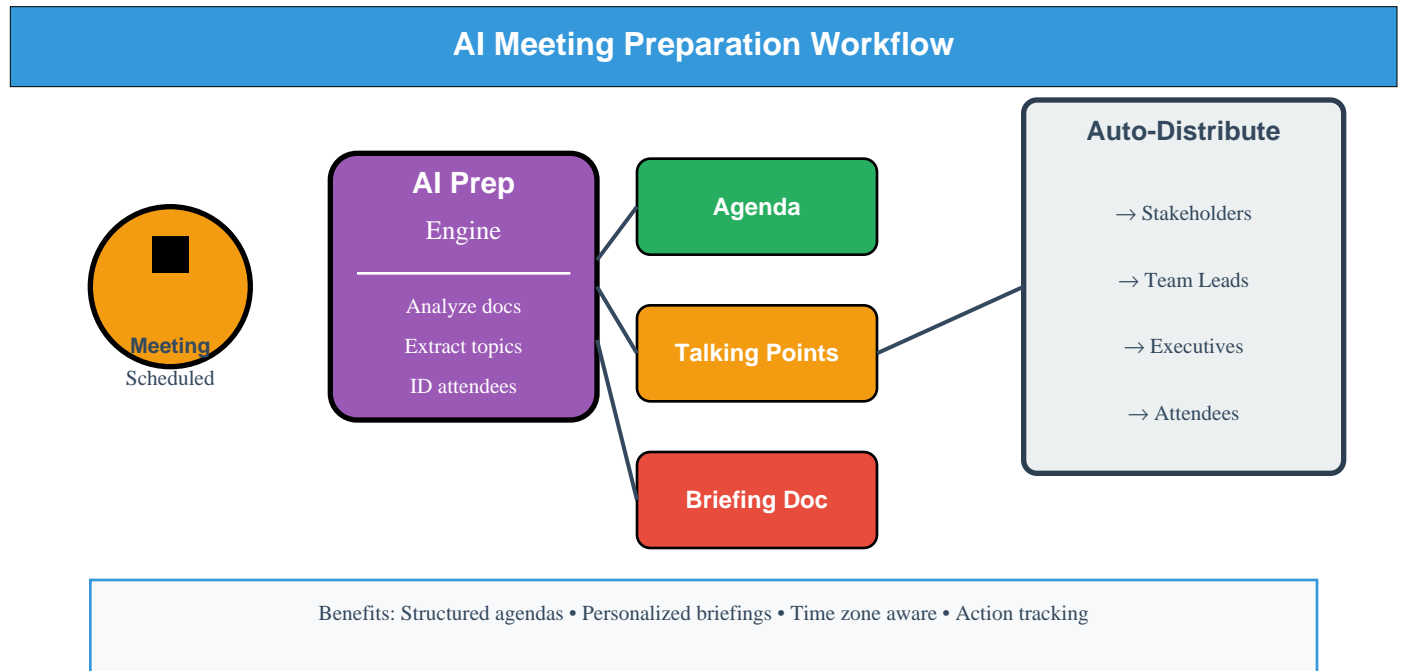 AI Meeting Preparation Workflow
Meeting
Scheduled
AI Prep
Engine
Analyze docs
Extract topics
ID attendees
Agenda
Talking Points
Briefing Doc
Auto-Distribute
→ Stakeholders
→ Team Leads
→ Executives
→ Attendees
Benefits: Structured agendas • Personalized briefings • Time zone aware • Action tracking